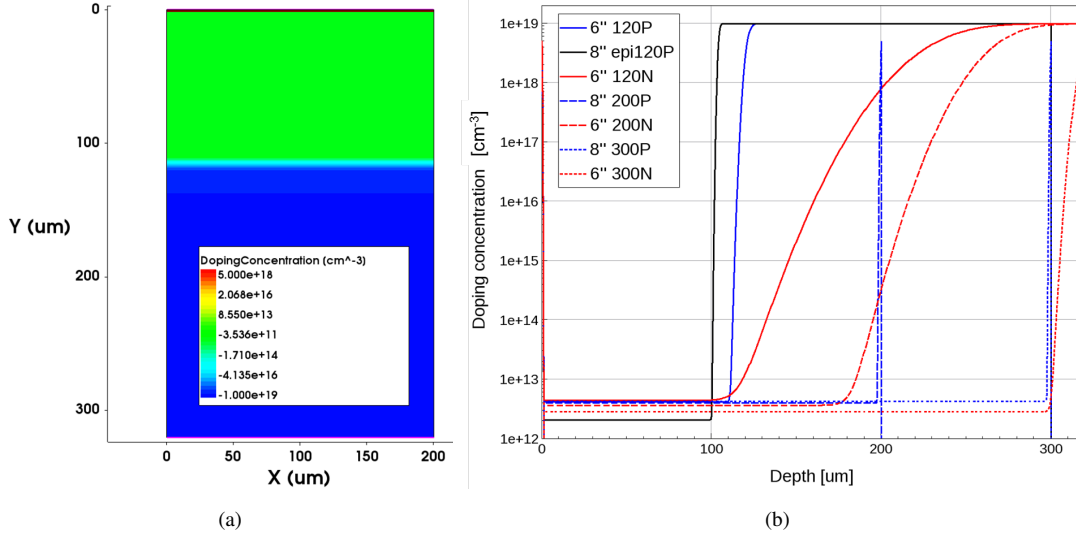 0
100
200
300
Y (um)
0
50
100
150
200
X (um)
DopingConcentration (cm^-3)
5.000e+18
2.068e+16
8.550e+13
-3.536e+11
-1.710e+14
-4.135e+16
-1.000e+19
(a)
1e+19
1e+18
1e+17
1e+16
1e+15
1e+14
1e+13
1e+12
Doping concentration [cm-3]
6'' 120P
8'' epi120P
6'' 120N
8'' 200P
6'' 200N
8'' 300P
6'' 300N
0
100
200
300
Depth [um]
(b)